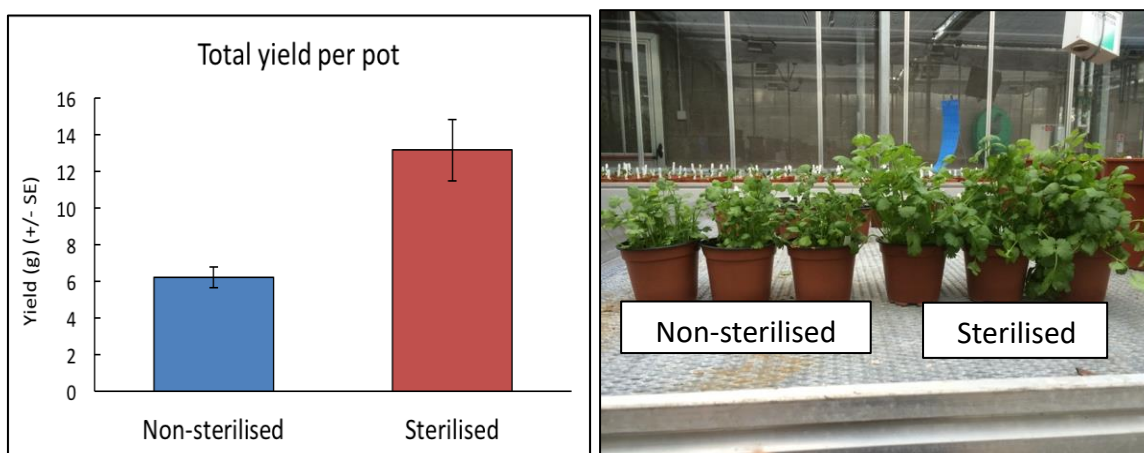 Total yield per pot
Yield (g) (+/- SE)
16
14
12
10
8
6
4
2
0
Non-sterilised
Sterilised
Non-sterilised
Sterilised